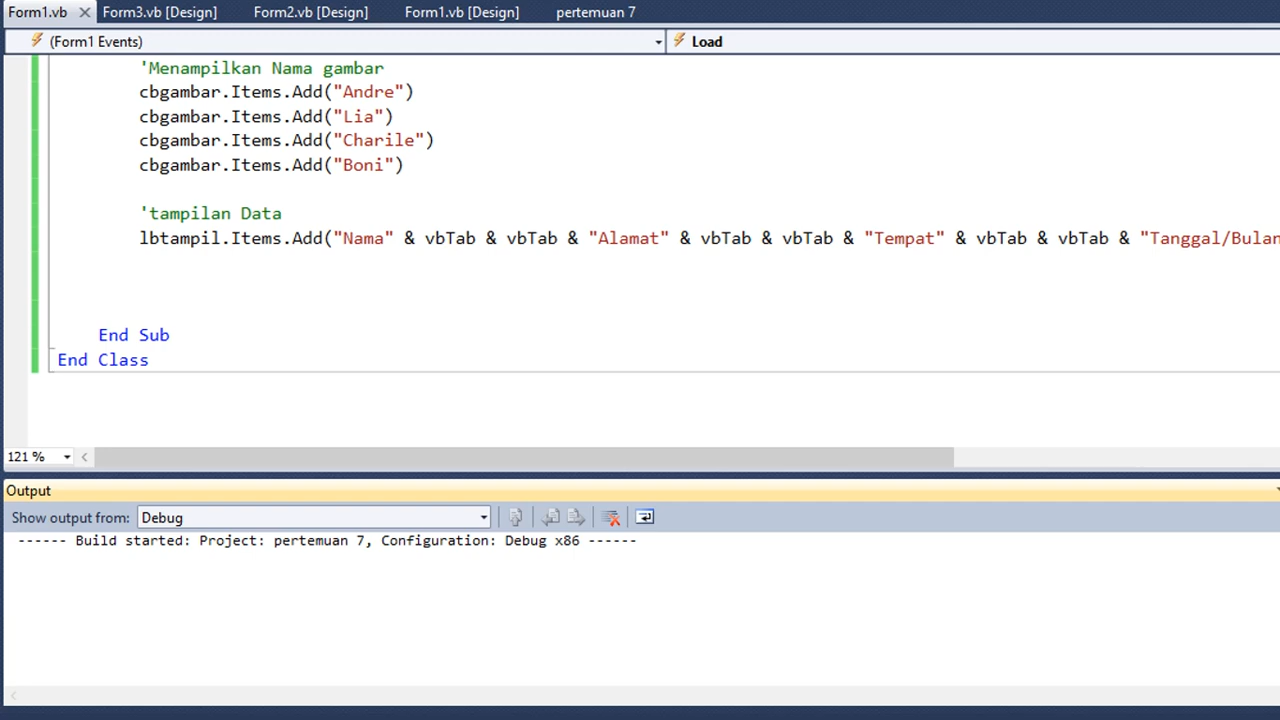 Form1.vb Form3.vb [Design] Form2.vb [Design] Form1.vb [Design] pertemuan 7
(Form1 Events) Load
'Menampilkan Nama gambar
cbgambar.Items.Add("Andre")
cbgambar.Items.Add("Lia")
cbgambar.Items.Add("Charile")
cbgambar.Items.Add("Boni")
'tampilan Data
lbtampil.Items.Add("Nama" & vbTab & vbTab & "Alamat" & vbTab & vbTab & "Tempat" & vbTab & vbTab & "Tanggal/Bulan
End Sub
End Class
121 %
Output
Show output from: Debug
------ Build started: Project: pertemuan 7, Configuration: Debug x86 ------